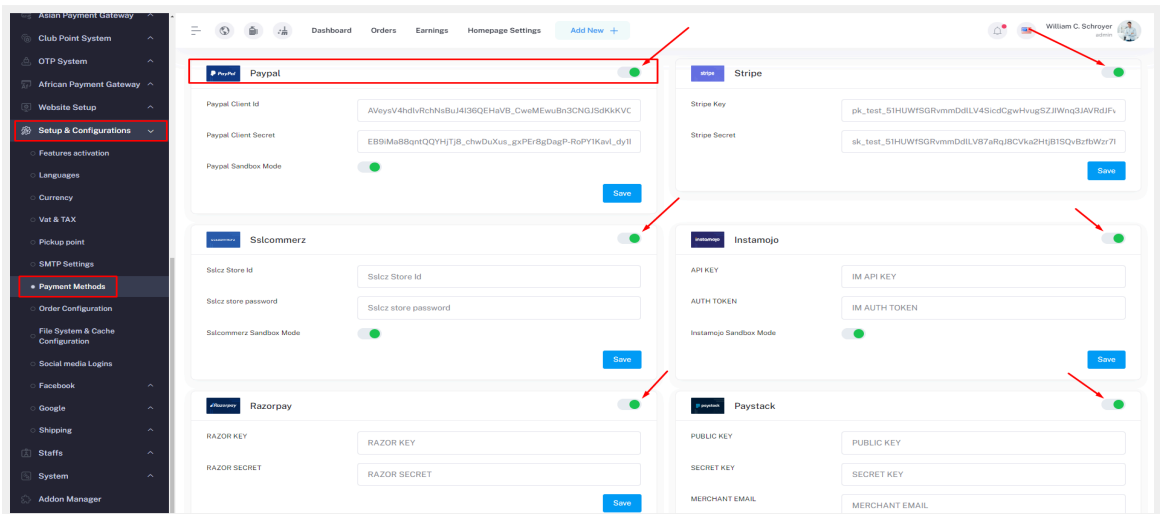 Asian Payment Gateway
Club Point System
OTP System
African Payment Gateway
Website Setup
Setup & Configurations
Features activation
Languages
Currency
Vat & TAX
Pickup point
SMTP Settings
Payment Methods
Order Configuration
File System & Cache
Configuration
Social media Logins
Facebook
Google
Shipping
Staffs
System
Addon Manager
Dashboard Orders Earnings Homepage Settings Add New +
William C. Schroyer
admin
PayPal Paypal
Paypal Client Id
Paypal Client Secret
Paypal Sandbox Mode
Save
stripe Stripe
Stripe Key
Stripe Secret
Save
Sslcommerz
Sslcz Store Id Sslcz Store Id
Sslcz store password Sslcz store password
Sslcommerz Sandbox Mode
Save
instamojo Instamojo
API KEY IM API KEY
AUTH TOKEN IM AUTH TOKEN
Instamojo Sandbox Mode
Save
Razorpay Razorpay
RAZOR KEY RAZOR KEY
RAZOR SECRET RAZOR SECRET
Save
paystack Paystack
PUBLIC KEY PUBLIC KEY
SECRET KEY SECRET KEY
MERCHANT EMAIL MERCHANT EMAIL